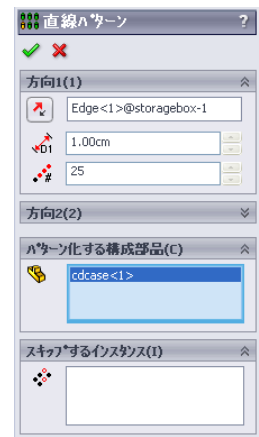 直線パターン ?
方向1(1)
Edge<1>@storagebox-1
D1
1.00cm
#
25
方向2(2)
パターン化する構成部品(C)
cdcase<1>
スキップするインスタンス(I)